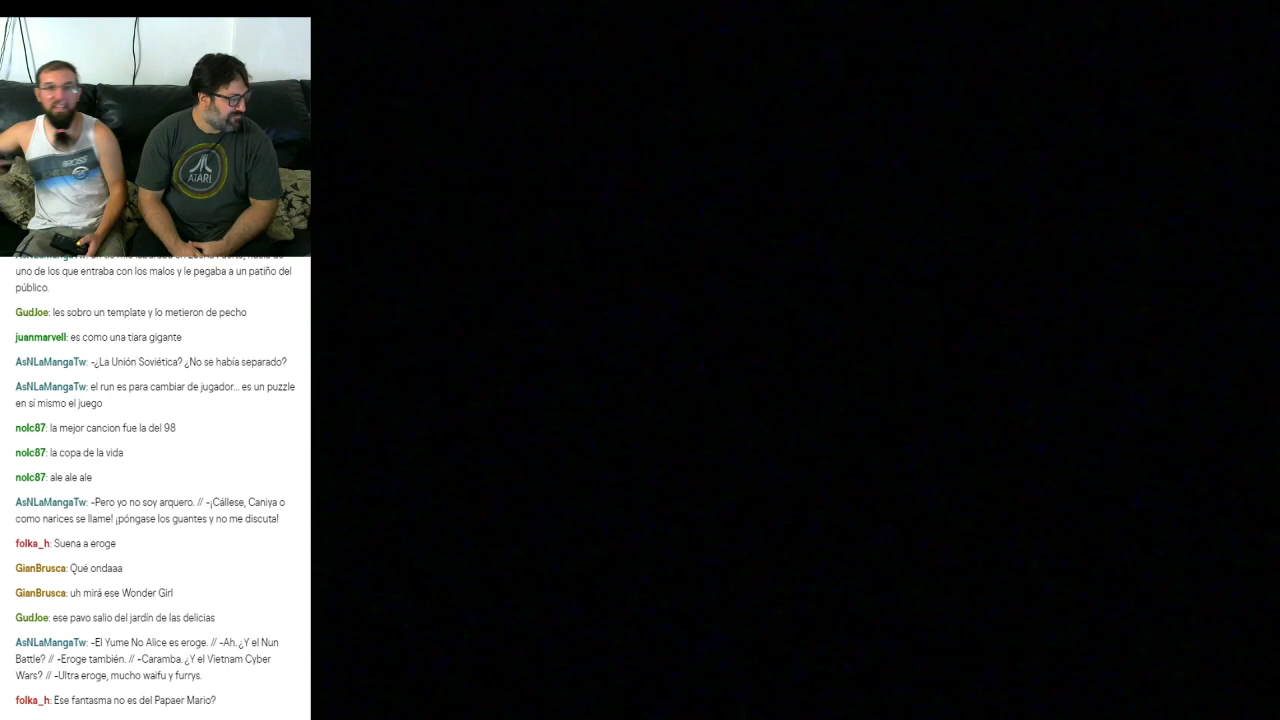 ATARI
uno de los que entraba con los malos y le pegaba a un patiño del
público.
GudJoe: les sobro un template y lo metieron de pecho
juanmarvell: es como una tiara gigante
AsNLaMangaTw: -¿La Unión Soviética? ¿No se había separado?
AsNLaMangaTw: el run es para cambiar de jugador... es un puzzle
en sí mismo el juego
nolc87: la mejor cancion fue la del 98
nolc87: la copa de la vida
nolc87: ale ale ale
AsNLaMangaTw: -Pero yo no soy arquero. // -¡Cállese, Caniya o
como narices se llame! ¡póngase los guantes y no me discuta!
folka_h: Suena a eroge
GianBrusca: Qué ondaaa
GianBrusca: uh mirá ese Wonder Girl
GudJoe: ese pavo salio del jardín de las delicias
AsNLaMangaTw: -El Yume No Alice es eroge. // -Ah. ¿Y el Nun
Battle? // -Eroge también. // -Caramba. ¿Y el Vietnam Cyber
Wars? // -Ultra eroge, mucho waifu y furrys.
folka_h: Ese fantasma no es del Papaer Mario?